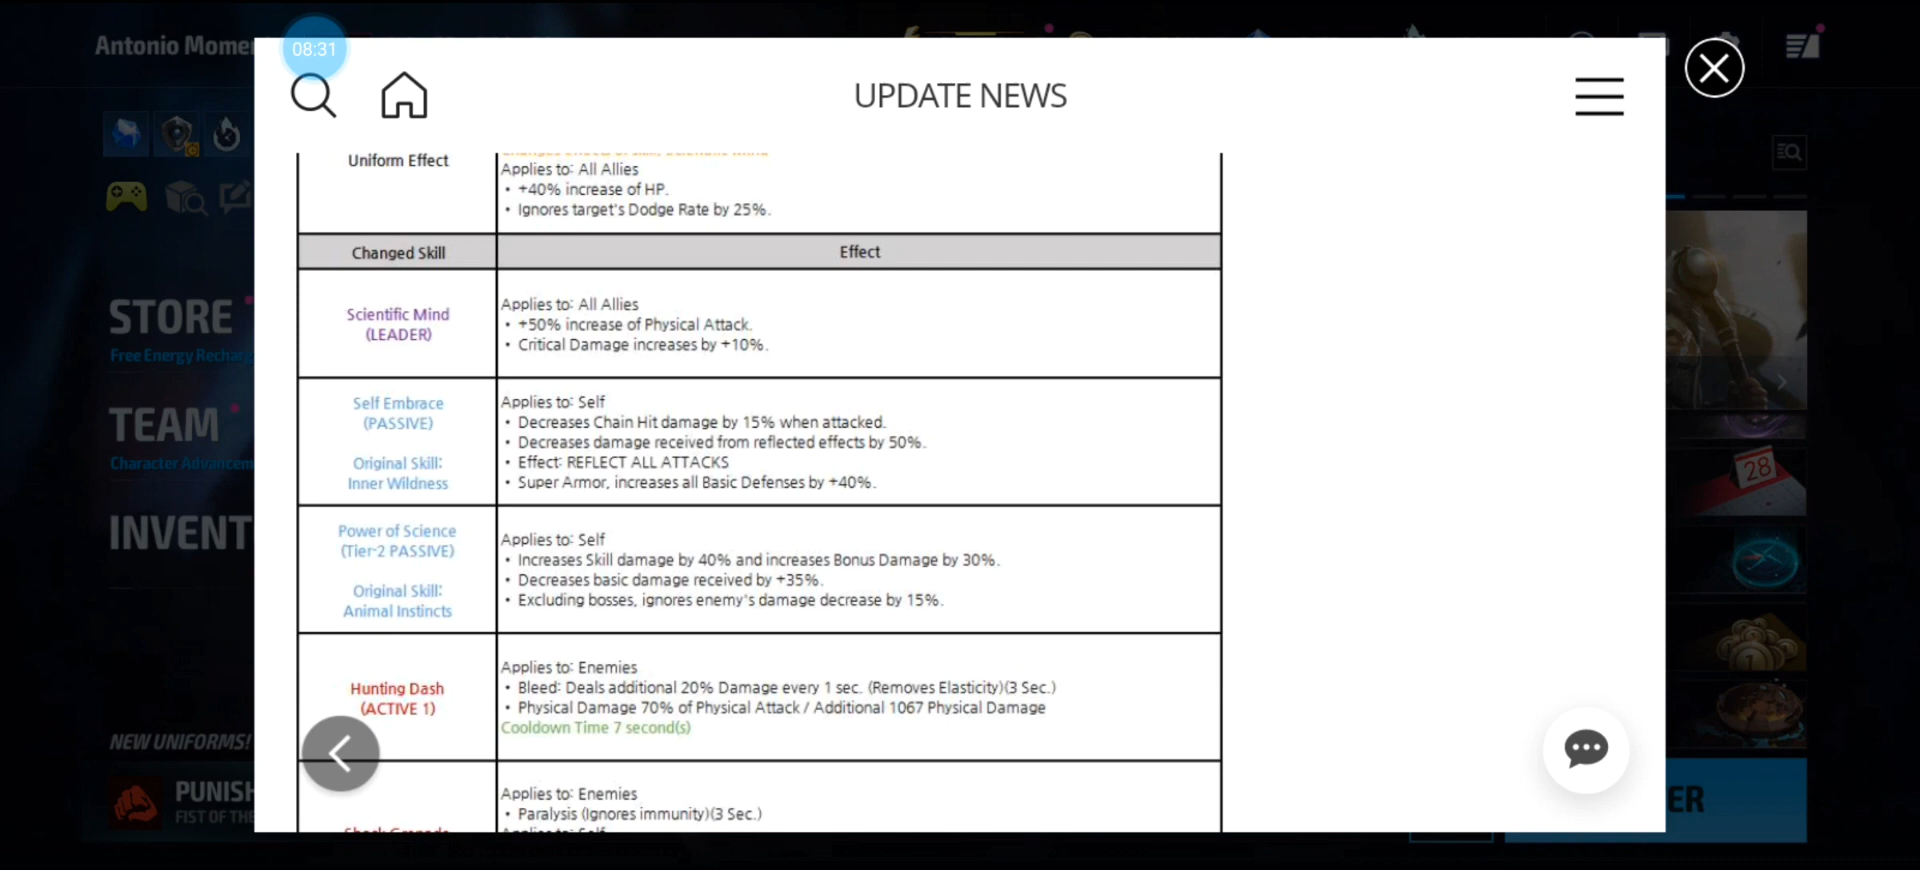 Antonio
08:31
UPDATE NEWS
Uniform Effect
Applies to: All Allies
• +40% increase of HP.
• Ignores target's Dodge Rate by 25%.
Changed Skill
Effect
Scientific Mind
(LEADER)
Applies to: All Allies
• +50% increase of Physical Attack.
• Critical Damage increases by +10%.
Self Embrace
(PASSIVE)
Original Skill:
Inner Wildness
Applies to: Self
• Decreases Chain Hit damage by 15% when attacked.
• Decreases damage received from reflected effects by 50%.
• Effect: REFLECT ALL ATTACKS
• Super Armor, increases all Basic Defenses by +40%.
Power of Science
(Tier-2 PASSIVE)
Original Skill:
Animal Instincts
Applies to: Self
• Increases Skill damage by 40% and increases Bonus Damage by 30%.
• Decreases basic damage received by +35%.
• Excluding bosses, ignores enemy's damage decrease by 15%.
Hunting Dash
(ACTIVE 1)
Applies to: Enemies
• Bleed: Deals additional 20% Damage every 1 sec. (Removes Elasticity)(3 Sec.)
• Physical Damage 70% of Physical Attack / Additional 1067 Physical Damage
Cooldown Time 7 second(s)
Applies to: Enemies
• Paralysis (Ignores immunity)(3 Sec.)
STORE
Free Energy
TEAM
Character
INVENT
NEW UNIFORMS!
PUNISH
FIST OF THE
28
ER